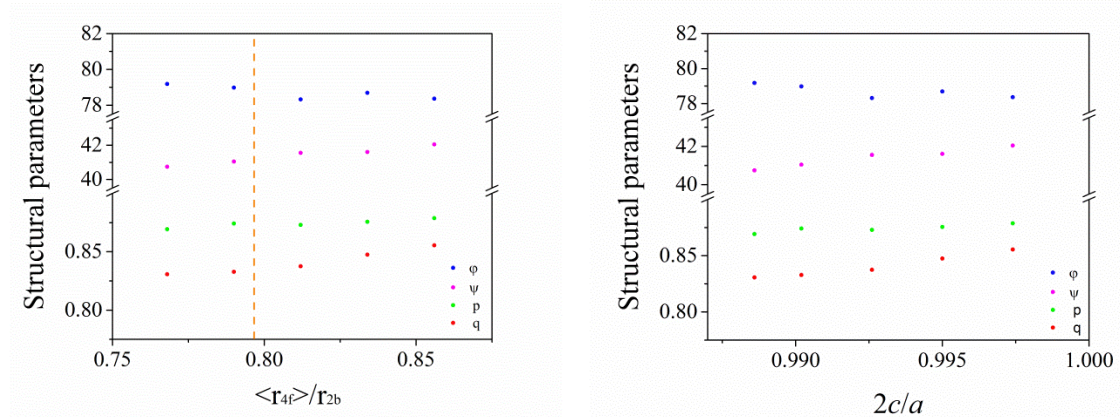 Structural parameters
82
80
78
42
40
0.85
0.80
φ
ψ
p
q
0.75
0.80
0.85
<r4f>/r2b
Structural parameters
82
80
78
42
40
0.85
0.80
φ
ψ
p
q
0.990
0.995
1.000
2c/a